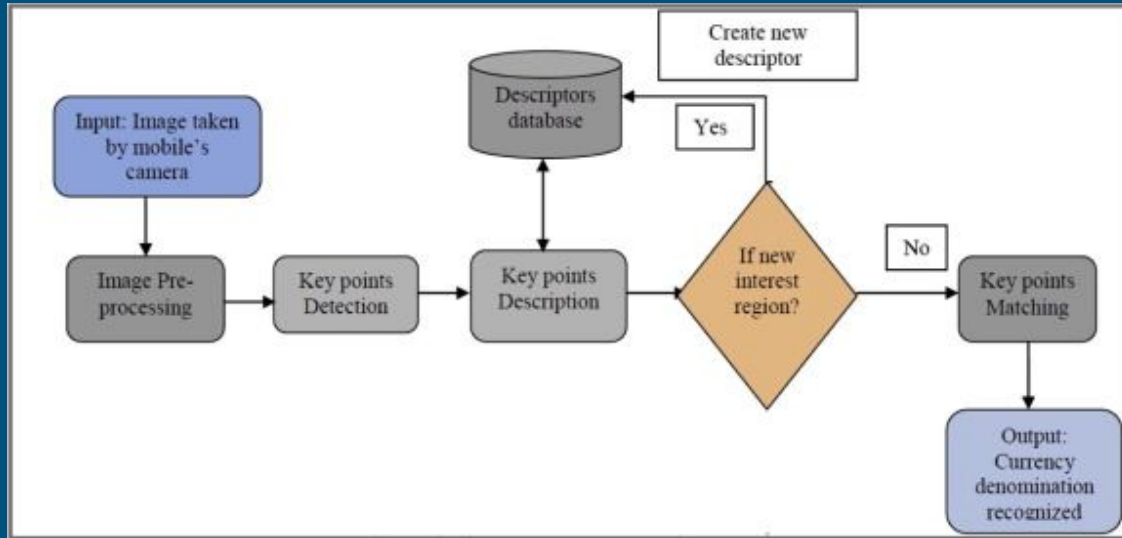 Create new
descriptor
Descriptors
database
Yes
Input: Image taken
by mobile's
camera
Image Pre-
processing
Key points
Detection
Key points
Description
If new
interest
region?
No
Key points
Matching
Output:
Currency
denomination
recognized